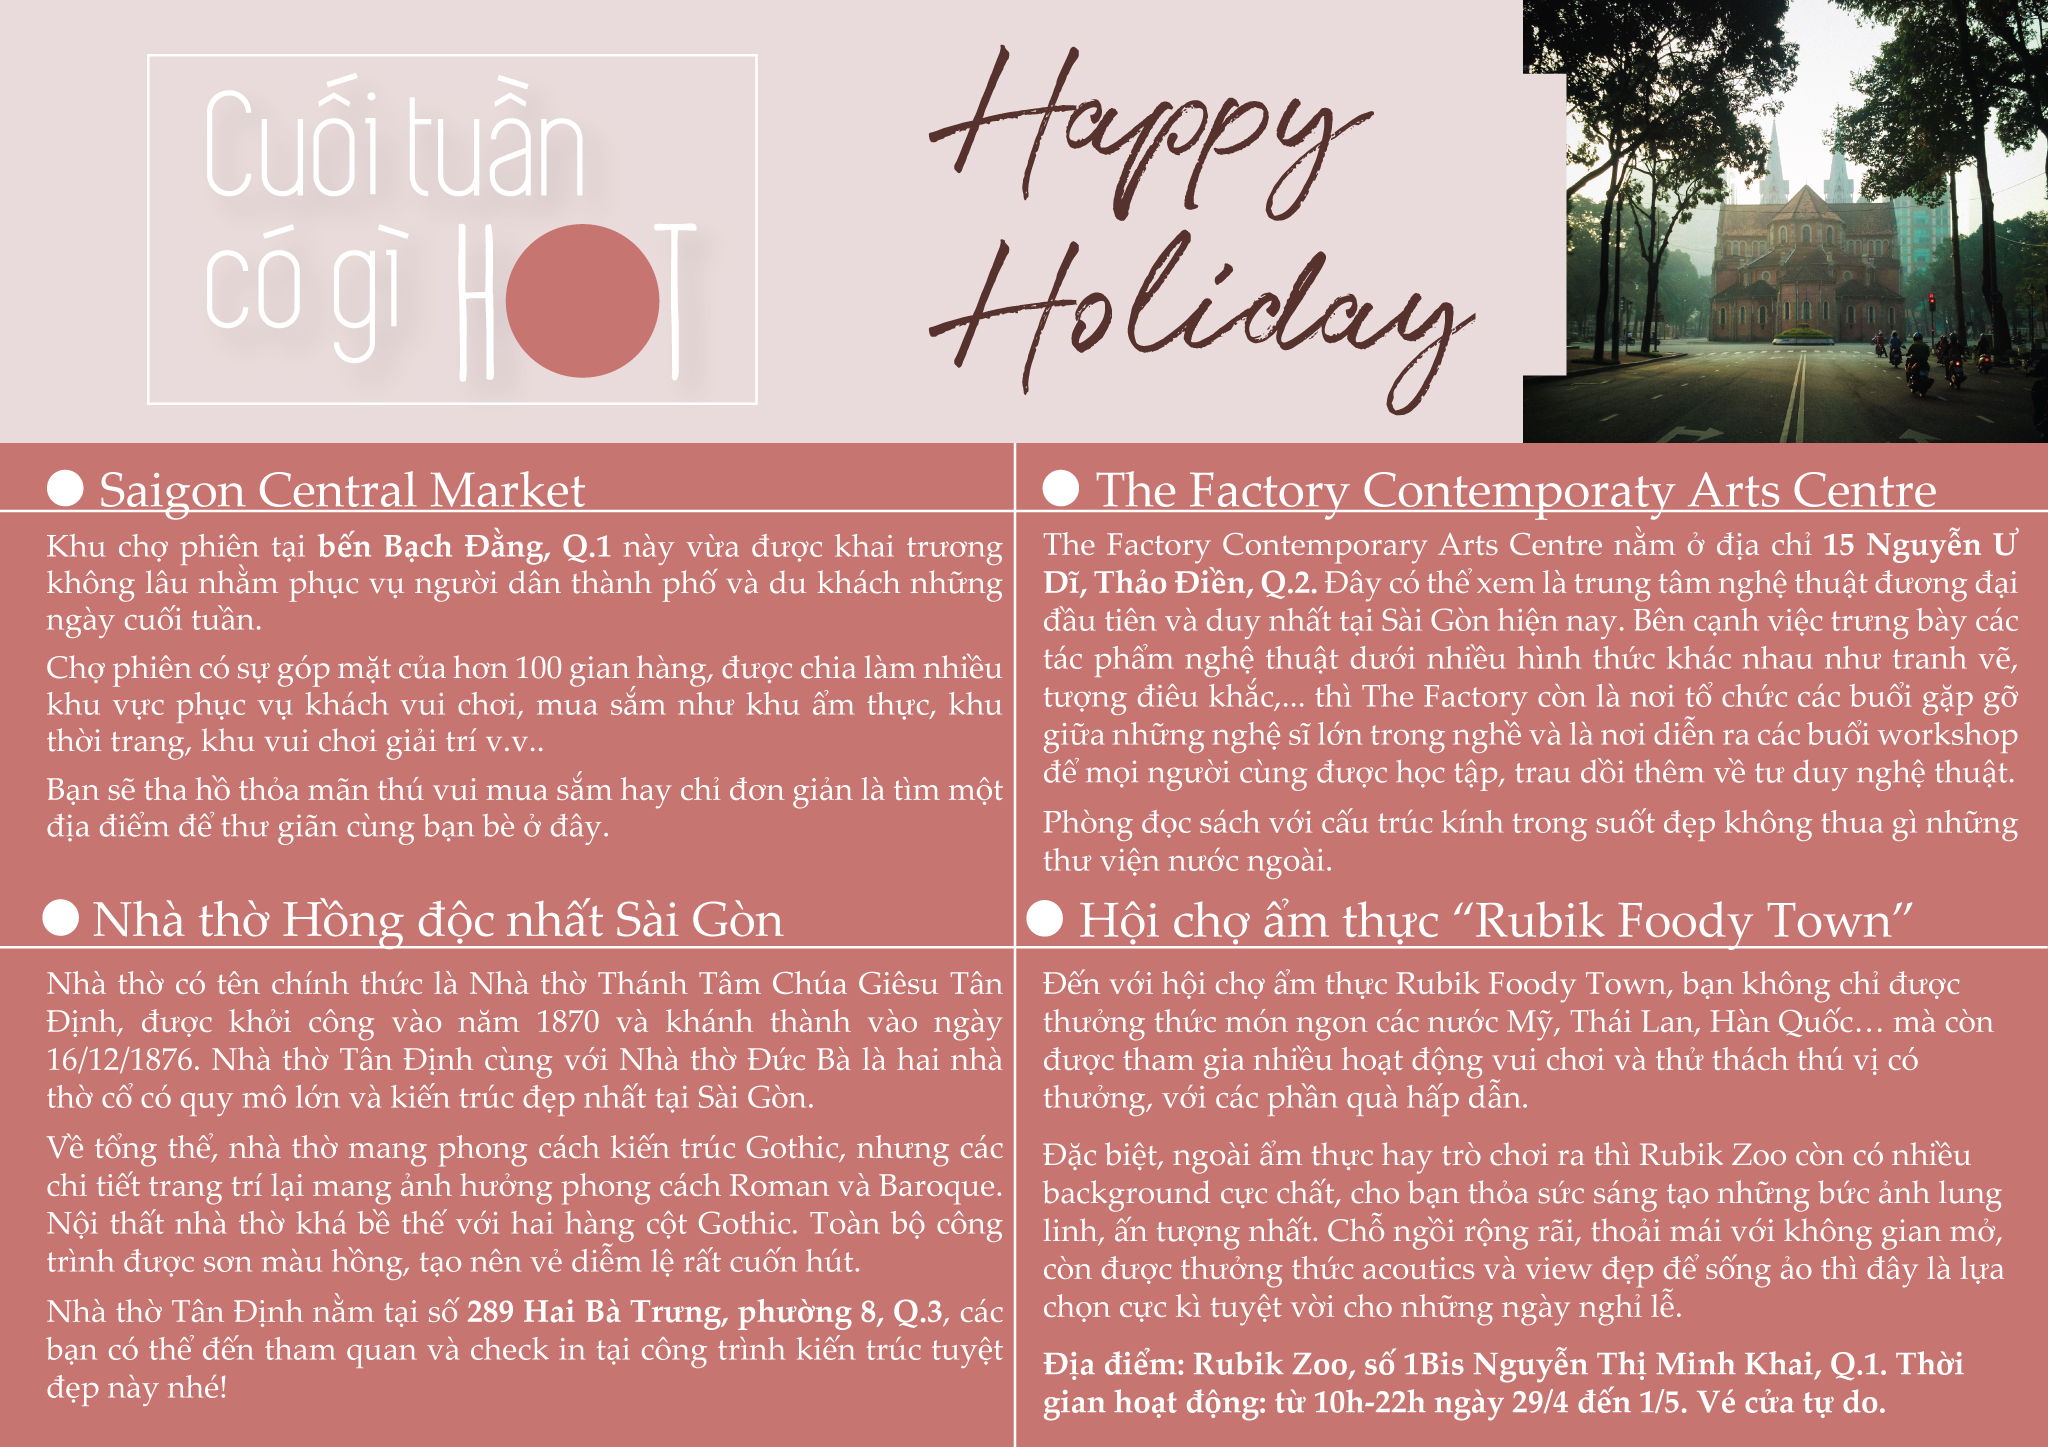 Cuối tuần
có gì HOT
Happy
Holiday
Saigon Central Market
Khu chợ phiên tại bến Bạch Đằng, Q.1 này vừa được khai trương
không lâu nhằm phục vụ người dân thành phố và du khách những
ngày cuối tuần.
Chợ phiên có sự góp mặt của hơn 100 gian hàng, được chia làm nhiều
khu vực phục vụ khách vui chơi, mua sắm như khu ẩm thực, khu
thời trang, khu vui chơi giải trí v.v..
Bạn sẽ tha hồ thỏa mãn thú vui mua sắm hay chỉ đơn giản là tìm một
địa điểm để thư giãn cùng bạn bè ở đây.
The Factory Contemporaty Arts Centre
The Factory Contemporary Arts Centre nằm ở địa chỉ 15 Nguyễn Ư
Dĩ, Thảo Điền, Q.2. Đây có thể xem là trung tâm nghệ thuật đương đại
đầu tiên và duy nhất tại Sài Gòn hiện nay. Bên cạnh việc trưng bày các
tác phẩm nghệ thuật dưới nhiều hình thức khác nhau như tranh vẽ,
tượng điêu khắc,... thì The Factory còn là nơi tổ chức các buổi gặp gỡ
giữa những nghệ sĩ lớn trong nghề và là nơi diễn ra các buổi workshop
để mọi người cùng được học tập, trau dồi thêm về tư duy nghệ thuật.
Phòng đọc sách với cấu trúc kính trong suốt đẹp không thua gì những
thư viện nước ngoài.
Nhà thờ Hồng độc nhất Sài Gòn
Nhà thờ có tên chính thức là Nhà thờ Thánh Tâm Chúa Giêsu Tân
Định, được khởi công vào năm 1870 và khánh thành vào ngày
16/12/1876. Nhà thờ Tân Định cùng với Nhà thờ Đức Bà là hai nhà
thờ cổ có quy mô lớn và kiến trúc đẹp nhất tại Sài Gòn.
Về tổng thể, nhà thờ mang phong cách kiến trúc Gothic, nhưng các
chi tiết trang trí lại mang ảnh hưởng phong cách Roman và Baroque.
Nội thất nhà thờ khá bề thế với hai hàng cột Gothic. Toàn bộ công
trình được sơn màu hồng, tạo nên vẻ diễm lệ rất cuốn hút.
Nhà thờ Tân Định nằm tại số 289 Hai Bà Trưng, phường 8, Q.3, các
bạn có thể đến tham quan và check in tại công trình kiến trúc tuyệt
đẹp này nhé!
Hội chợ ẩm thực “Rubik Foody Town”
Đến với hội chợ ẩm thực Rubik Foody Town, bạn không chỉ được
thưởng thức món ngon các nước Mỹ, Thái Lan, Hàn Quốc… mà còn
được tham gia nhiều hoạt động vui chơi và thử thách thú vị có
thưởng, với các phần quà hấp dẫn.
Đặc biệt, ngoài ẩm thực hay trò chơi ra thì Rubik Zoo còn có nhiều
background cực chất, cho bạn thỏa sức sáng tạo những bức ảnh lung
linh, ấn tượng nhất. Chỗ ngồi rộng rãi, thoải mái với không gian mở,
còn được thưởng thức acoutics và view đẹp để sống ảo thì đây là lựa
chọn cực kì tuyệt vời cho những ngày nghỉ lễ.
Địa điểm: Rubik Zoo, số 1Bis Nguyễn Thị Minh Khai, Q.1. Thời
gian hoạt động: từ 10h-22h ngày 29/4 đến 1/5. Vé cửa tự do.